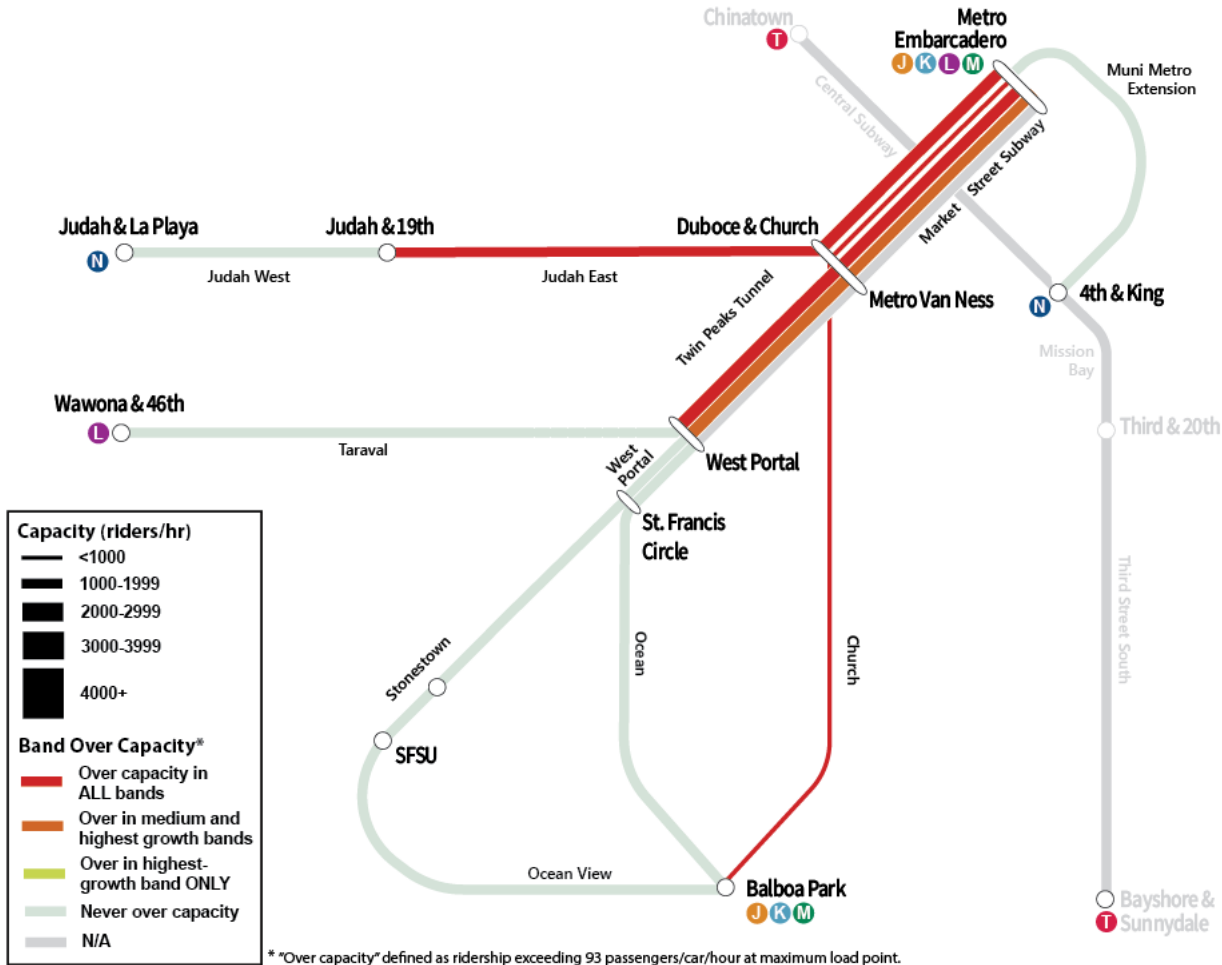 Chinatown
T
Metro
Embarcadero
J K L M
Muni Metro
Extension
Central Subway
Market Street Subway
Judah & La Playa
N
Judah & 19th
Duboce & Church
Judah West
Judah East
Metro Van Ness
4th & King
N
Twin Peaks Tunnel
Mission
Bay
Wawona & 46th
L
Taraval
West
Portal
West Portal
Third & 20th
St. Francis
Circle
Capacity (riders/hr)
<1000
1000-1999
2000-2999
3000-3999
4000+
Band Over Capacity*
Over capacity in
ALL bands
Over in medium and
highest growth bands
Over in highest-
growth band ONLY
Never over capacity
N/A
Stonestown
Ocean
Church
Third Street South
SFSU
Ocean View
Balboa Park
J K M
Bayshore &
T Sunnydale
* "Over capacity" defined as ridership exceeding 93 passengers/car/hour at maximum load point.